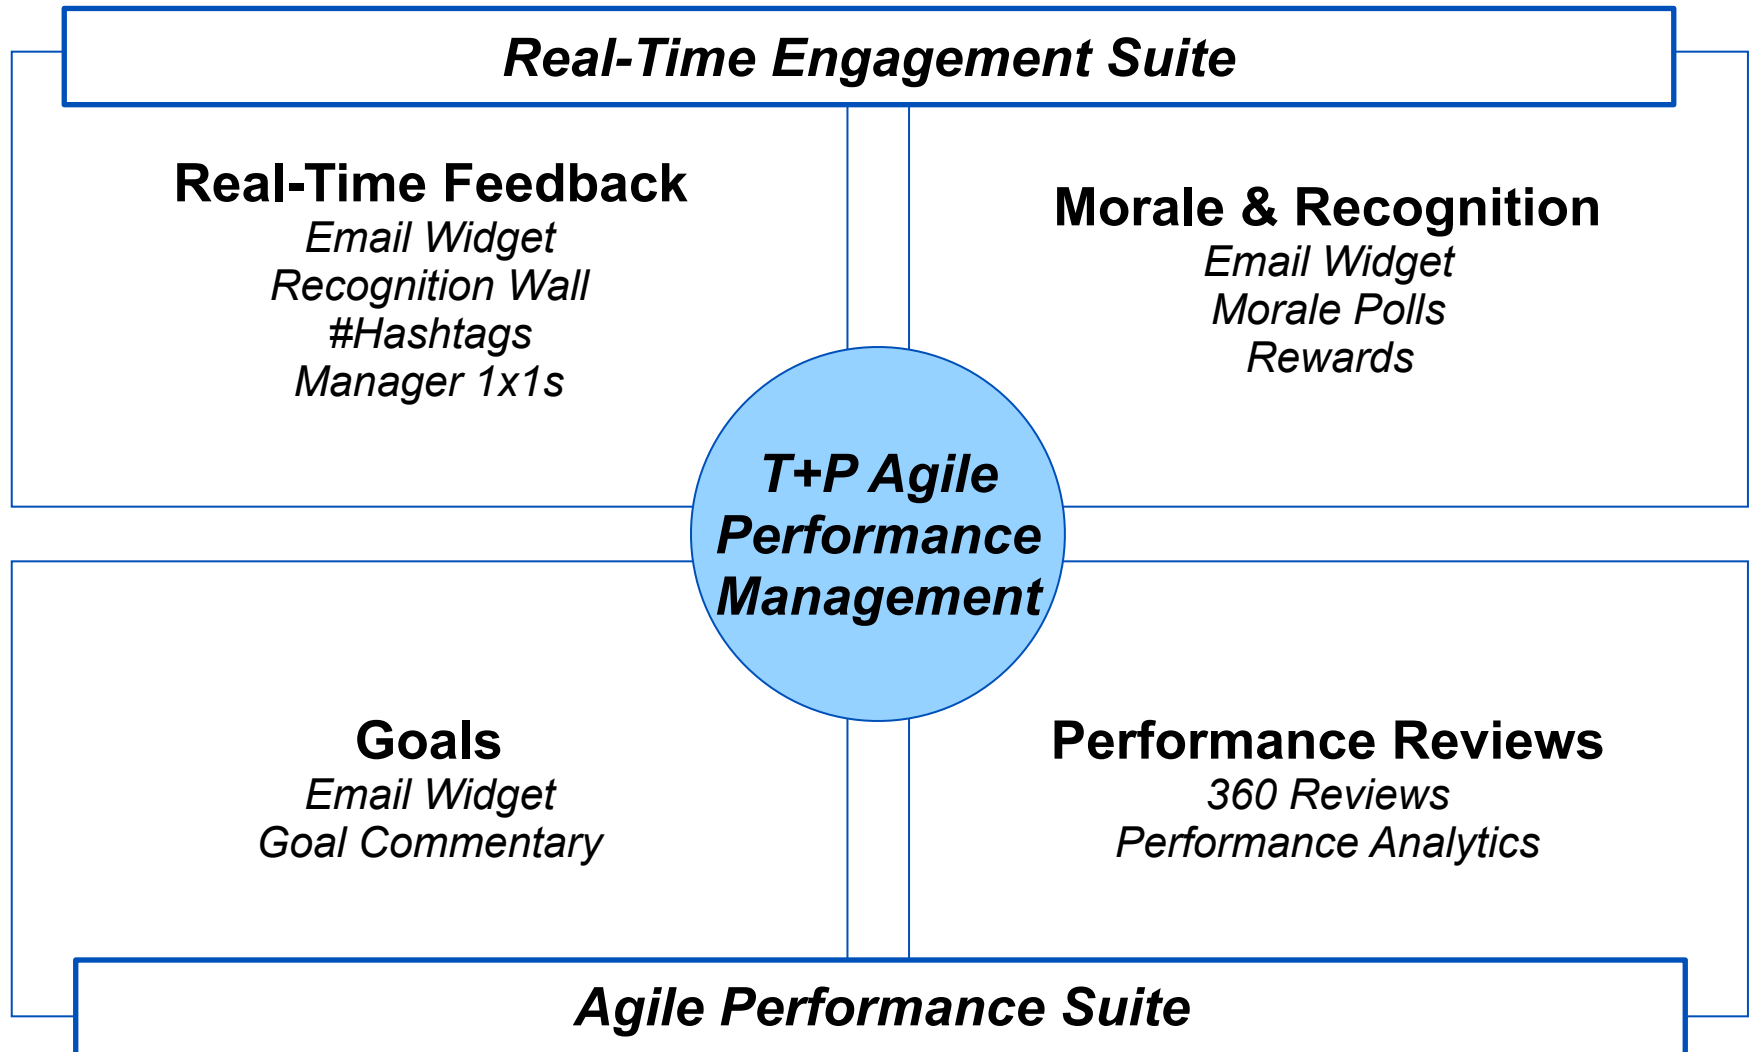 Real-Time Engagement Suite
Real-Time Feedback
Email Widget
Recognition Wall
#Hashtags
Manager 1x1s
Morale & Recognition
Email Widget
Morale Polls
Rewards
T+P Agile
Performance
Management
Goals
Email Widget
Goal Commentary
Performance Reviews
360 Reviews
Performance Analytics
Agile Performance Suite